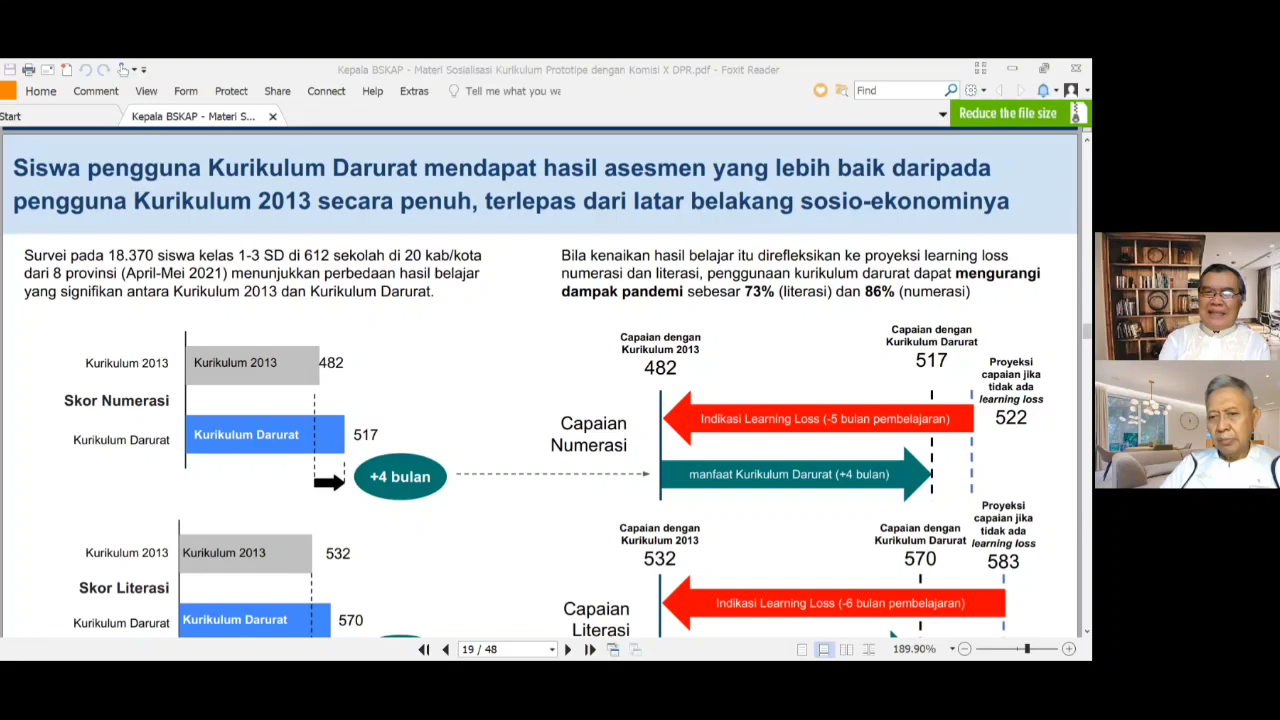 Kepala BSKAP - Materi Sosialisasi Kurikulum Prototipe dengan Komisi X DPR.pdf - Foxit Reader
Home Comment View Form Protect Share Connect Help Extras Tell me what you wa Find
Start Kepala BSKAP - Materi S... Reduce the file size
Siswa pengguna Kurikulum Darurat mendapat hasil asesmen yang lebih baik daripada
pengguna Kurikulum 2013 secara penuh, terlepas dari latar belakang sosio-ekonominya
Survei pada 18.370 siswa kelas 1-3 SD di 612 sekolah di 20 kab/kota
dari 8 provinsi (April-Mei 2021) menunjukkan perbedaan hasil belajar
yang signifikan antara Kurikulum 2013 dan Kurikulum Darurat.
Bila kenaikan hasil belajar itu direfleksikan ke proyeksi learning loss
numerasi dan literasi, penggunaan kurikulum darurat dapat mengurangi
dampak pandemi sebesar 73% (literasi) dan 86% (numerasi)
Kurikulum 2013 Kurikulum 2013 482
Skor Numerasi
Kurikulum Darurat Kurikulum Darurat 517
+4 bulan
Capaian dengan
Kurikulum 2013
482
Capaian dengan
Kurikulum Darurat
517
Proyeksi
capaian jika
tidak ada
learning loss
522
Capaian
Numerasi
Indikasi Learning Loss (-5 bulan pembelajaran)
manfaat Kurikulum Darurat (+4 bulan)
Kurikulum 2013 Kurikulum 2013 532
Skor Literasi
Kurikulum Darurat Kurikulum Darurat 570
Capaian dengan
Kurikulum 2013
532
Capaian dengan
Kurikulum Darurat
570
Proyeksi
capaian jika
tidak ada
learning loss
583
Capaian
Literasi
Indikasi Learning Loss (-6 bulan pembelajaran)
19 / 48 189.90%